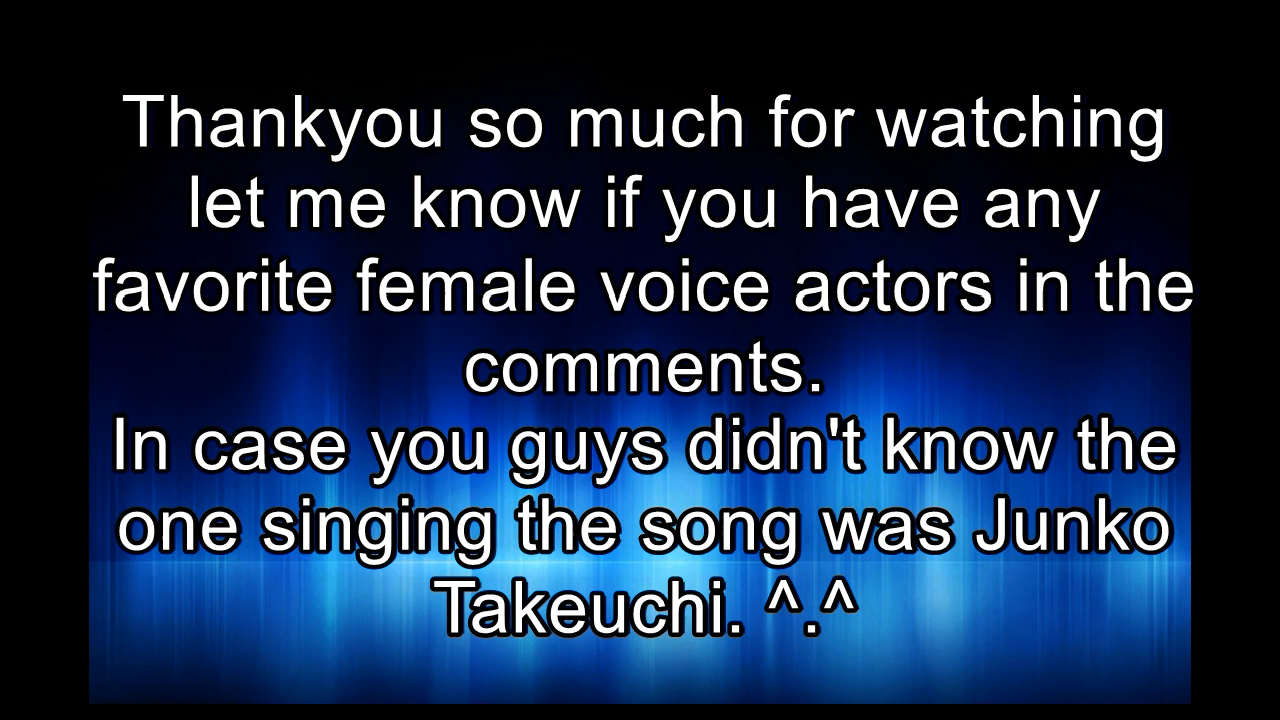 Thankyou so much for watching
let me know if you have any
favorite female voice actors in the
comments.
In case you guys didn't know the
one singing the song was Junko
Takeuchi. ^.^